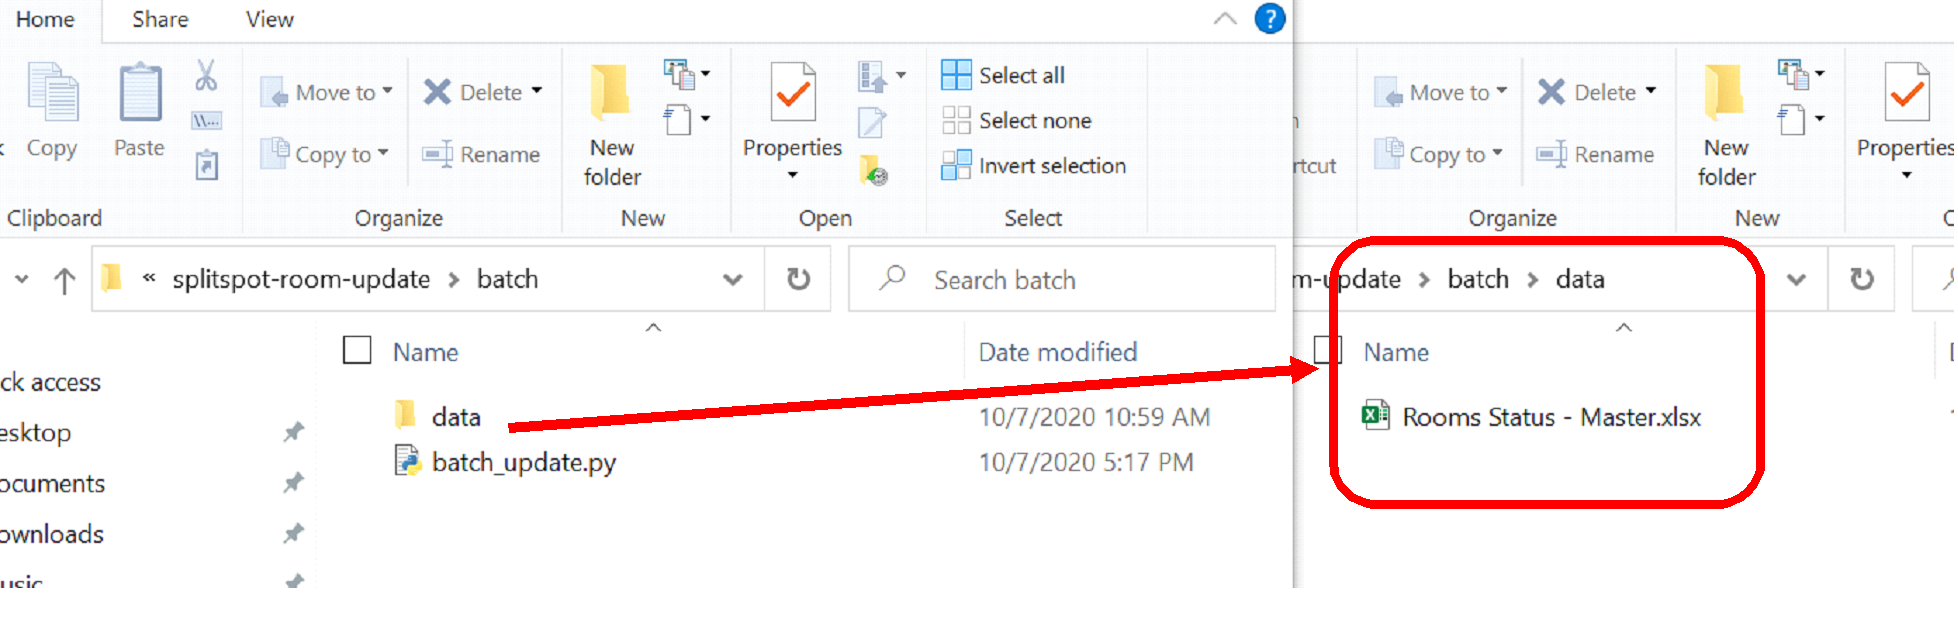 Home Share View
Copy
Paste
Move to
Copy to
Delete
Rename
New
folder
Properties
Select all
Select none
Invert selection
Clipboard Organize New Open Select
« splitspot-room-update > batch
Search batch
Name Date modified
data 10/7/2020 10:59 AM
batch_update.py 10/7/2020 5:17 PM
ck access
esktop
ocuments
ownloads
usic
rtcut
Move to
Copy to
Delete
Rename
New
folder
Properties
Organize New
m-update > batch > data
Name
Rooms Status - Master.xlsx